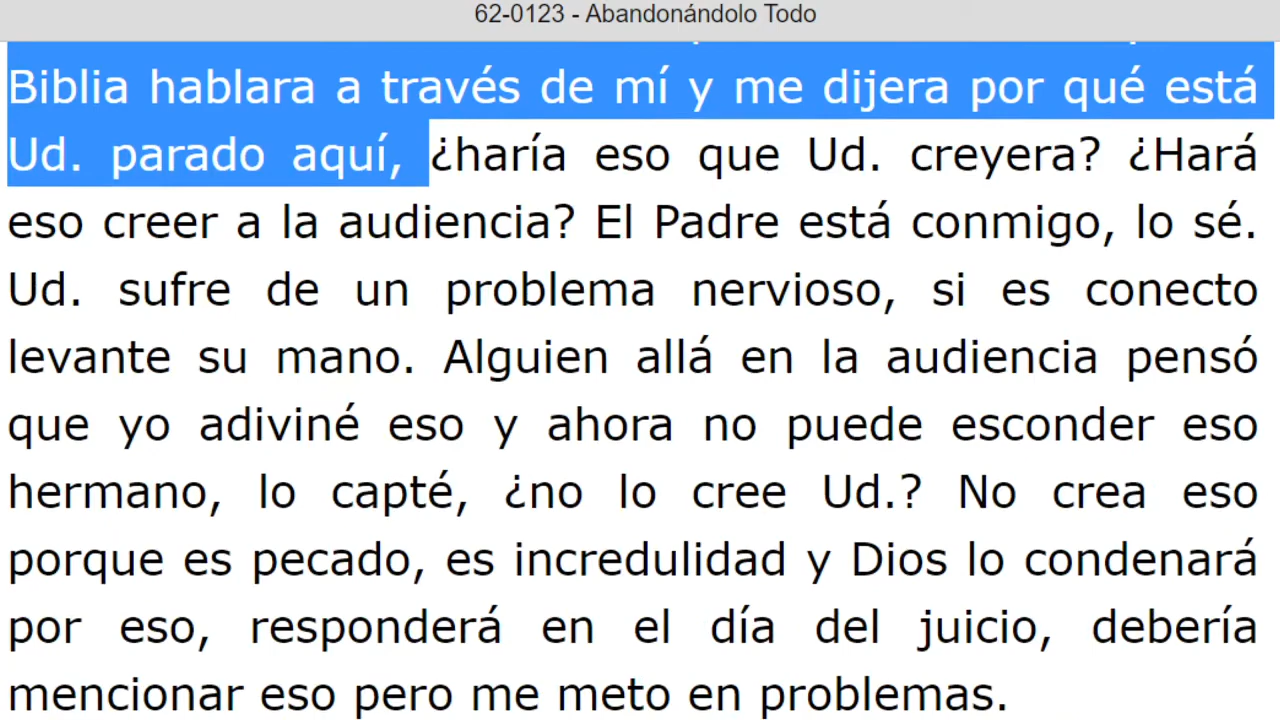 62-0123 - Abandonándolo Todo
Biblia hablara a través de mí y me dijera por qué está
Ud. parado aquí, ¿haría eso que Ud. creyera? ¿Hará
eso creer a la audiencia? El Padre está conmigo, lo sé.
Ud. sufre de un problema nervioso, si es conecto
levante su mano. Alguien allá en la audiencia pensó
que yo adiviné eso y ahora no puede esconder eso
hermano, lo capté, ¿no lo cree Ud.? No crea eso
porque es pecado, es incredulidad y Dios lo condenará
por eso, responderá en el día del juicio, debería
mencionar eso pero me meto en problemas.